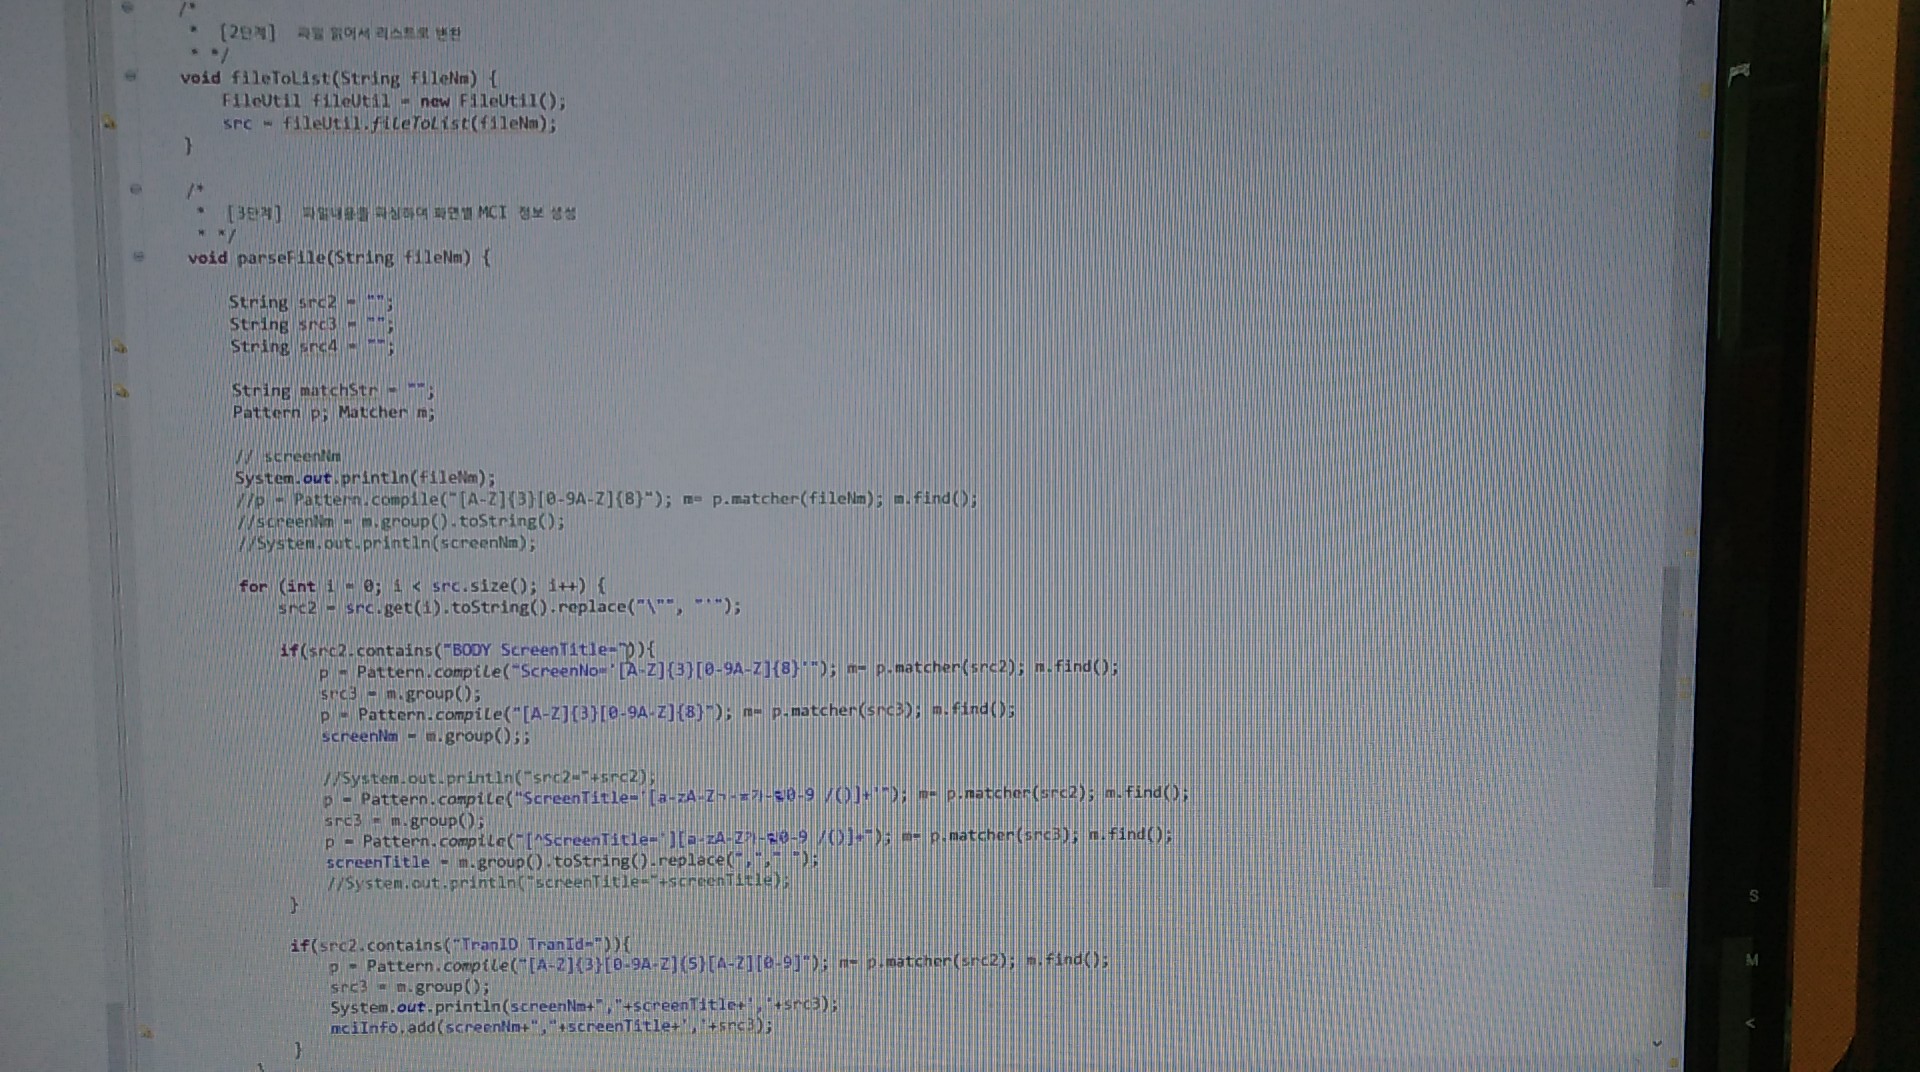 /*
* [2단계] 파일 읽어서 리스트로 변환
* */
void fileToList(String fileNm) {
FileUtil fileUtil = new FileUtil();
src = fileUtil.fileToList(fileNm);
}
/*
* [3단계] 파일내용을 파싱하여 화면별 MCI 정보 생성
* */
void parseFile(String fileNm) {
String src2 = "";
String src3 = "";
String src4 = "";
String matchStr = "";
Pattern p; Matcher m;
// screenNm
System.out.println(fileNm);
//p = Pattern.compile("[A-Z]{3}[0-9A-Z]{8}"); m= p.matcher(fileNm); m.find();
//screenNm = m.group().toString();
//System.out.println(screenNm);
for (int i = 0; i < src.size(); i++) {
src2 = src.get(i).toString().replace("\"", "'");
if(src2.contains("BODY ScreenTitle=")){
p = Pattern.compile("ScreenNo='[A-Z]{3}[0-9A-Z]{8}'"); m= p.matcher(src2); m.find();
src3 = m.group();
p = Pattern.compile("[A-Z]{3}[0-9A-Z]{8}"); m= p.matcher(src3); m.find();
screenNm = m.group();;
//System.out.println("src2="+src2);
p = Pattern.compile("ScreenTitle='[a-zA-Zㄱ-ㅎ가-힣0-9 /()]+'"); m= p.matcher(src2); m.find();
src3 = m.group();
p = Pattern.compile("[^ScreenTitle='][a-zA-Z가-힣0-9 /()]+"); m= p.matcher(src3); m.find();
screenTitle = m.group().toString().replace(",", " ");
//System.out.println("screenTitle="+screenTitle);
}
if(src2.contains("TranID TranId=")){
p = Pattern.compile("[A-Z]{3}[0-9A-Z]{5}[A-Z][0-9]"); m= p.matcher(src2); m.find();
src3 = m.group();
System.out.println(screenNm+","+screenTitle+","+src3);
mciInfo.add(screenNm+","+screenTitle+","+src3);
}
}
S
M
<